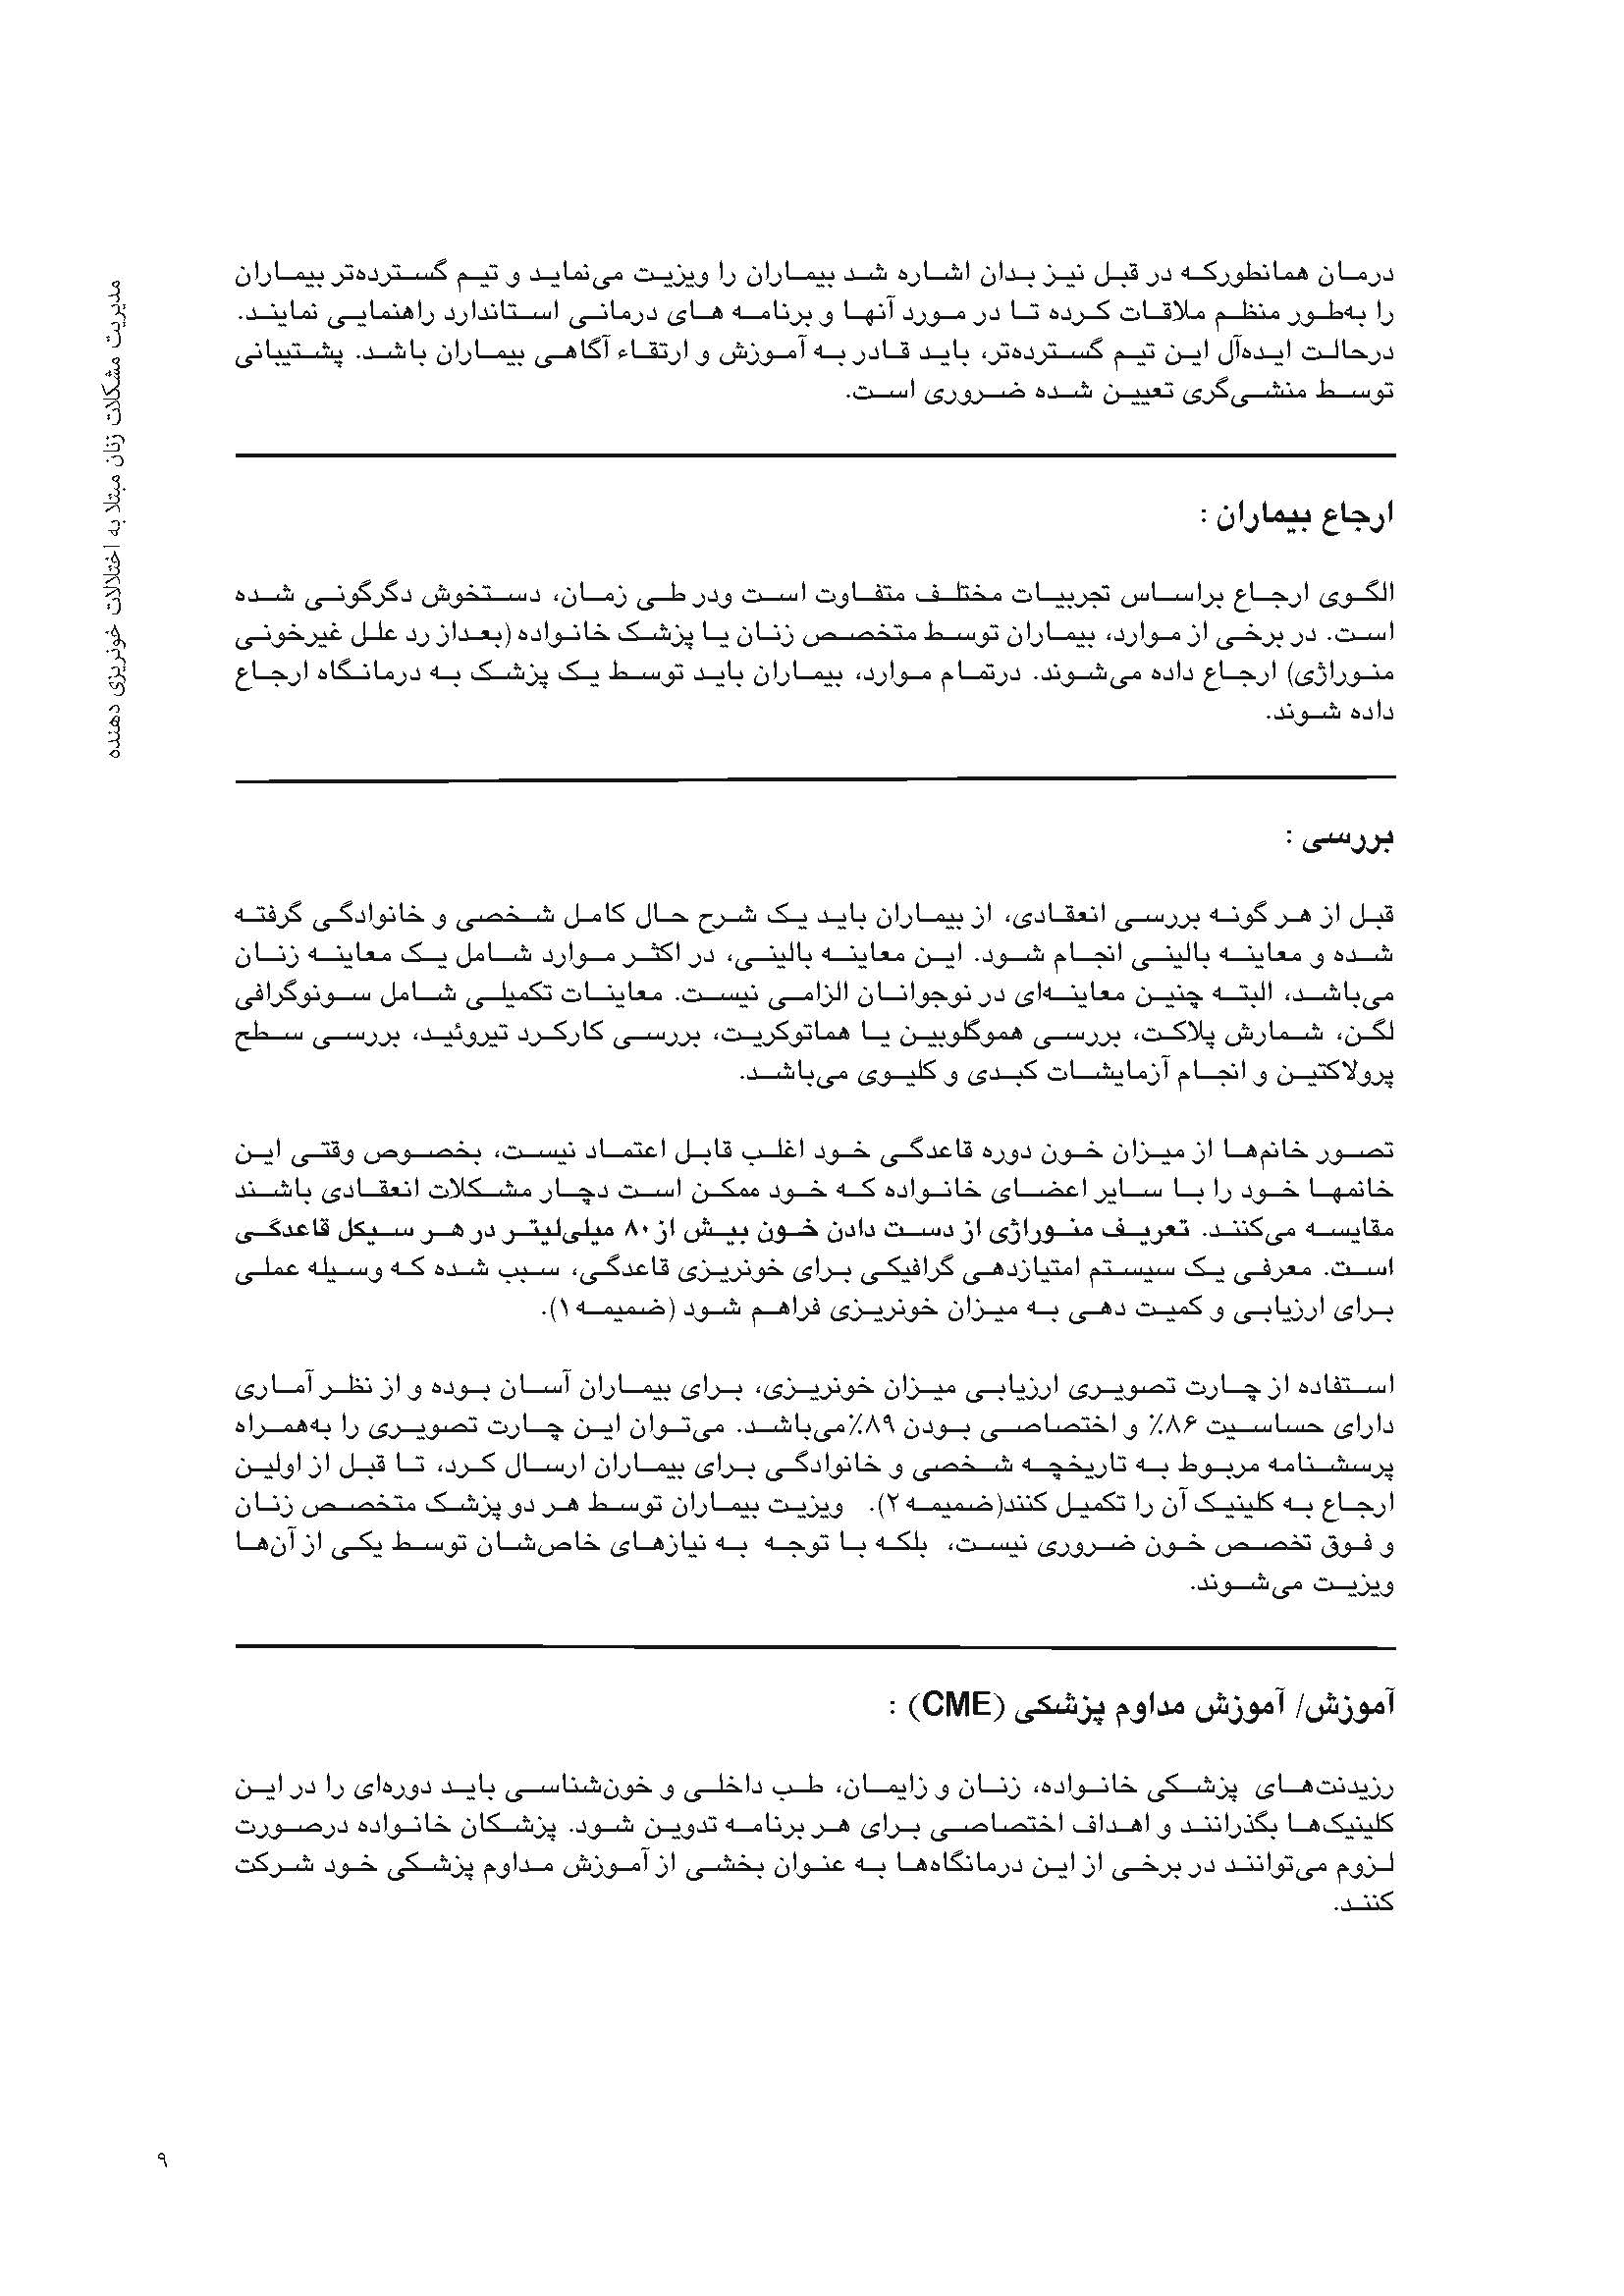 مدیریت مشکلات زنان مبتلا به اختلالات خونریزی دهنده
درمان همانطورکه در قبل نیز بدان اشاره شد بیماران را ویزیت می‌نماید و تیم گسترده‌تر بیماران
را به‌طور منظم ملاقات کرده تا در مورد آنها و برنامه های درمانی استاندارد راهنمایی نمایند.
درحالت ایده‌آل این تیم گسترده‌تر، باید قادر به آموزش و ارتقاء آگاهی بیماران باشد. پشتیبانی
توسط منشی‌گری تعیین شده ضروری است.
ارجاع بیماران :
الگوی ارجاع براساس تجربیات مختلف متفاوت است ودر طی زمان، دستخوش دگرگونی شده
است. در برخی از موارد، بیماران توسط متخصص زنان یا پزشک خانواده (بعداز رد علل غیرخونی
منوراژی) ارجاع داده می‌شوند. درتمام موارد، بیماران باید توسط یک پزشک به درمانگاه ارجاع
داده شوند.
بررسی :
قبل از هر گونه بررسی انعقادی، از بیماران باید یک شرح حال کامل شخصی و خانوادگی گرفته
شده و معاینه بالینی انجام شود. این معاینه بالینی، در اکثر موارد شامل یک معاینه زنان
می‌باشد، البته چنین معاینه‌ای در نوجوانان الزامی نیست. معاینات تکمیلی شامل سونوگرافی
لگن، شمارش پلاکت، بررسی هموگلوبین یا هماتوکریت، بررسی کارکرد تیروئید، بررسی سطح
پرولاکتین و انجام آزمایشات کبدی و کلیوی می‌باشد.
تصور خانم‌ها از میزان خون دوره قاعدگی خود اغلب قابل اعتماد نیست، بخصوص وقتی این
خانمها خود را با سایر اعضای خانواده که خود ممکن است دچار مشکلات انعقادی باشند
مقایسه می‌کنند. تعریف منوراژی از دست دادن خون بیش از ۸۰ میلی‌لیتر در هر سیکل قاعدگی
است. معرفی یک سیستم امتیازدهی گرافیکی برای خونریزی قاعدگی، سبب شده که وسیله عملی
برای ارزیابی و کمیت دهی به میزان خونریزی فراهم شود (ضمیمه ۱).
استفاده از چارت تصویری ارزیابی میزان خونریزی، برای بیماران آسان بوده و از نظر آماری
دارای حساسیت ۸۶٪ و اختصاصی بودن ۸۹٪می‌باشد. می‌توان این چارت تصویری را به‌همراه
پرسشنامه مربوط به تاریخچه شخصی و خانوادگی برای بیماران ارسال کرد، تا قبل از اولین
ارجاع به کلینیک آن را تکمیل کنند(ضمیمه ۲). ویزیت بیماران توسط هر دو پزشک متخصص زنان
و فوق تخصص خون ضروری نیست، بلکه با توجه به نیازهای خاص‌شان توسط یکی از آن‌ها
ویزیت می‌شوند.
آموزش/ آموزش مداوم پزشکی (CME) :
رزیدنت‌های پزشکی خانواده، زنان و زایمان، طب داخلی و خون‌شناسی باید دوره‌ای را در این
کلینیک‌ها بگذرانند و اهداف اختصاصی برای هر برنامه تدوین شود. پزشکان خانواده درصورت
لزوم می‌توانند در برخی از این درمانگاه‌ها به عنوان بخشی از آموزش مداوم پزشکی خود شرکت
کنند.
۹